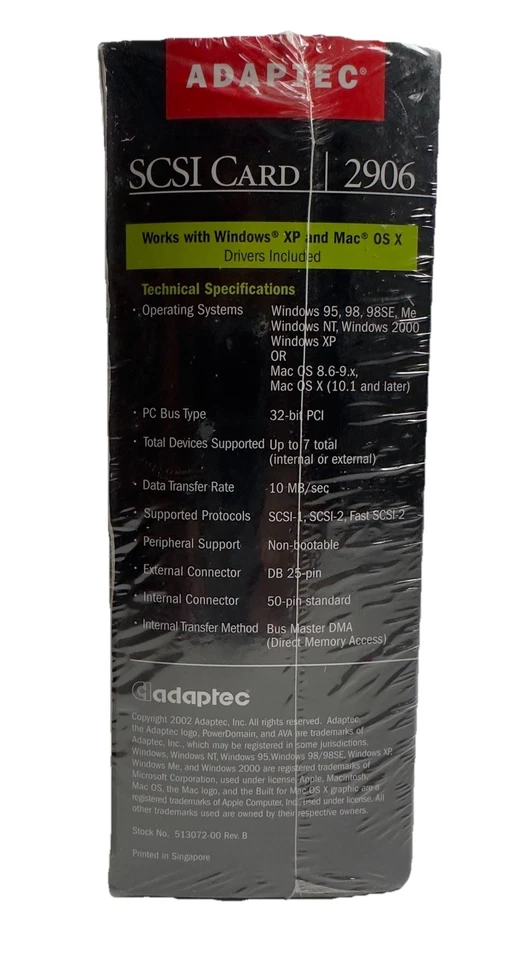 ADAPTEC®
SCSI CARD | 2906
Works with Windows® XP and Mac® OS X
Drivers Included
Technical Specifications
· Operating Systems Windows 95, 98, 98SE, Me
Windows NT, Windows 2000
Windows XP
OR
Mac OS 8.6-9.x,
Mac OS X (10.1 and later)
· PC Bus Type 32-bit PCI
· Total Devices Supported Up to 7 total
(internal or external)
· Data Transfer Rate 10 MB/sec
· Supported Protocols SCSI-1, SCSI-2, Fast SCSI-2
· Peripheral Support Non-bootable
· External Connector DB 25-pin
· Internal Connector 50-pin standard
· Internal Transfer Method Bus Master DMA
(Direct Memory Access)
adaptec
Copyright 2002 Adaptec, Inc. All rights reserved. Adaptec,
the Adaptec logo, PowerDomain, and AVA are trademarks of
Adaptec, Inc., which may be registered in some jurisdictions.
Windows, Windows NT, Windows 95,Windows 98/98SE, Windows XP,
Windows Me, and Windows 2000 are registered trademarks of
Microsoft Corporation, used under license. Apple, Macintosh,
Mac OS, the Mac logo, and the Built for Mac OS X graphic are
registered trademarks of Apple Computer, Inc., used under license. All
other trademarks used are owned by their respective owners.
Stock No. 513072-00 Rev. B
Printed in Singapore